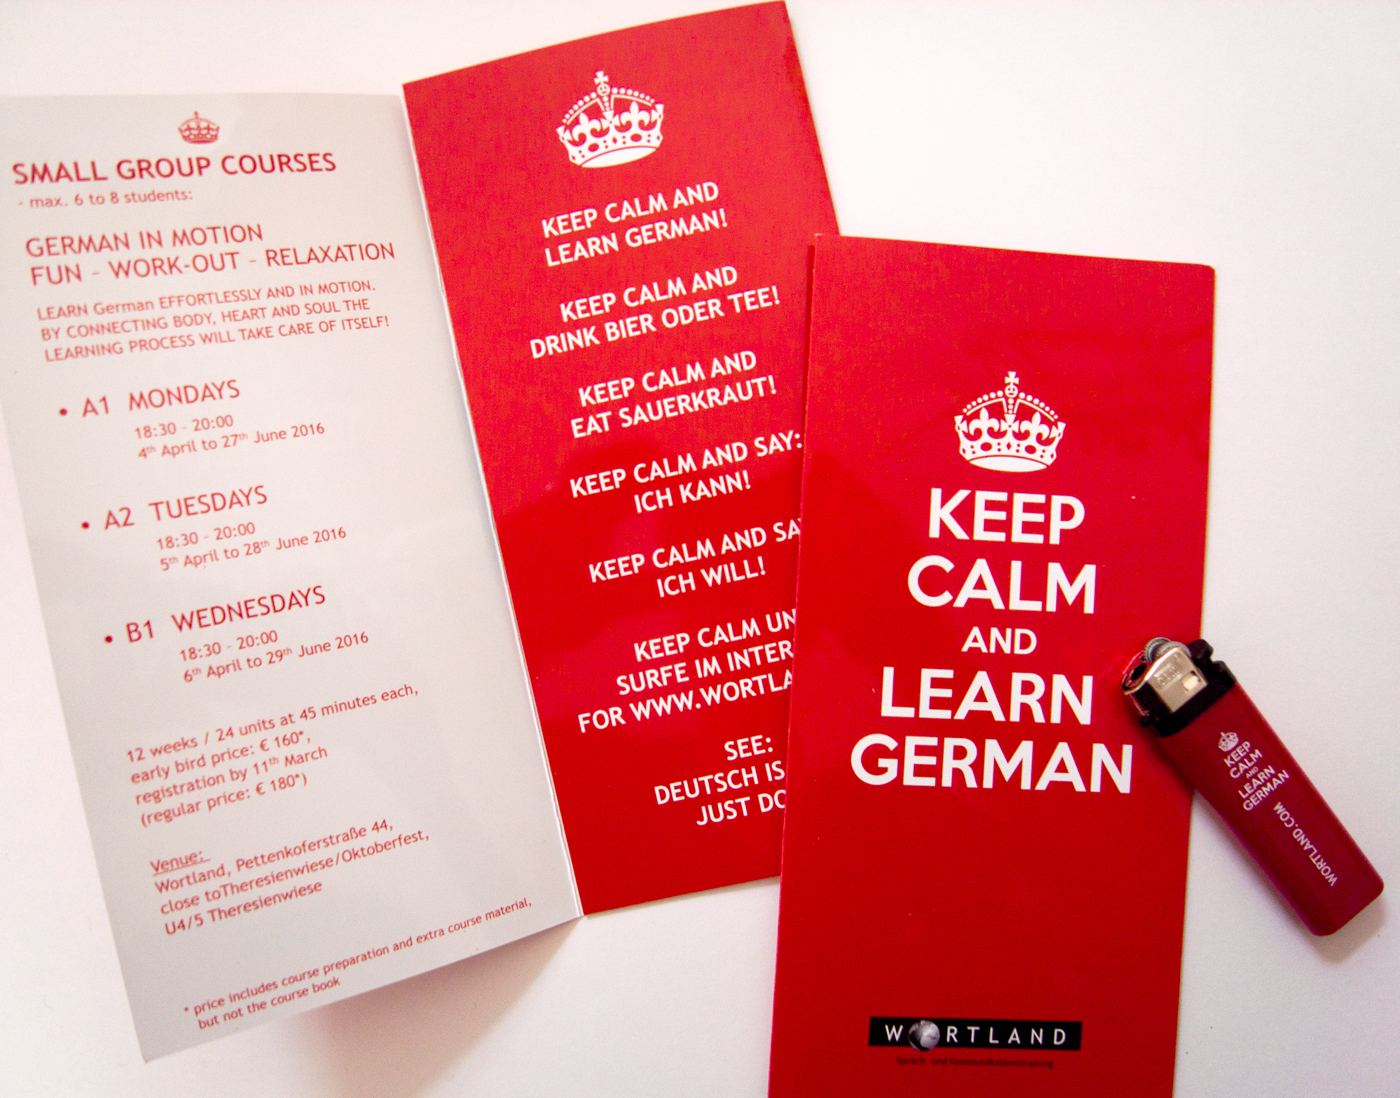 SMALL GROUP COURSES
- max. 6 to 8 students:
GERMAN IN MOTION
FUN - WORK-OUT - RELAXATION
LEARN German EFFORTLESSLY AND IN MOTION.
BY CONNECTING BODY, HEART AND SOUL THE
LEARNING PROCESS WILL TAKE CARE OF ITSELF!
• A1 MONDAYS
18:30 - 20:00
4th April to 27th June 2016
• A2 TUESDAYS
18:30 - 20:00
5th April to 28th June 2016
• B1 WEDNESDAYS
18:30 - 20:00
6th April to 29th June 2016
12 weeks / 24 units at 45 minutes each,
early bird price: € 160*,
registration by 11th March
(regular price: € 180*)
Venue:
Wortland, Pettenkoferstraße 44,
close toTheresienwiese/Oktoberfest,
U4/5 Theresienwiese
* price includes course preparation and extra course material,
but not the course book
KEEP CALM AND
LEARN GERMAN!
KEEP CALM AND
DRINK BIER ODER TEE!
KEEP CALM AND
EAT SAUERKRAUT!
KEEP CALM AND SAY:
ICH KANN!
KEEP CALM AND SAY
ICH WILL!
KEEP CALM UN
SURFE IM INTER
FOR WWW.WORTLA
SEE:
DEUTSCH IS
JUST DO
KEEP
CALM
AND
LEARN
GERMAN
WORTLAND
Sprach- und Kommunikationstraining
KEEP
CALM
AND
LEARN
GERMAN
WORTLAND.COM